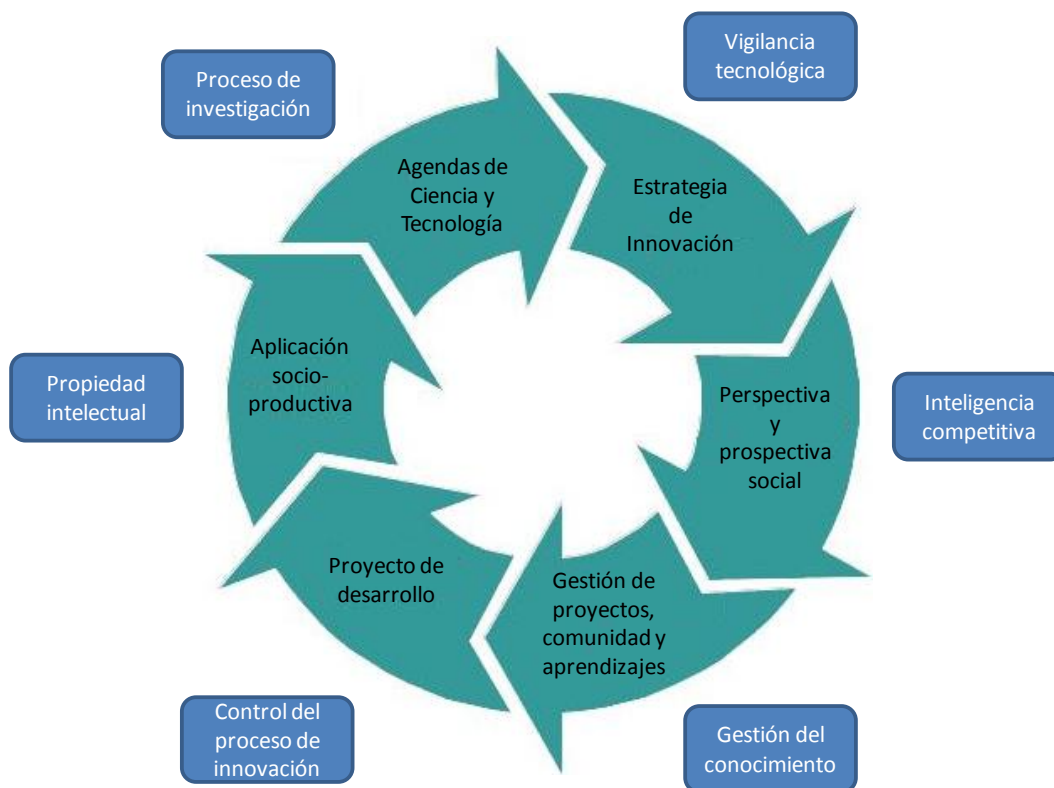 Vigilancia
tecnológica
Proceso de
investigación
Agendas de
Ciencia y
Tecnología
Estrategia
de
Innovación
Aplicación
socio-
productiva
Perspectiva
y
prospectiva
social
Propiedad
intelectual
Inteligencia
competitiva
Proyecto de
desarrollo
Gestión de
proyectos,
comunidad y
aprendizajes
Control del
proceso de
innovación
Gestión del
conocimiento